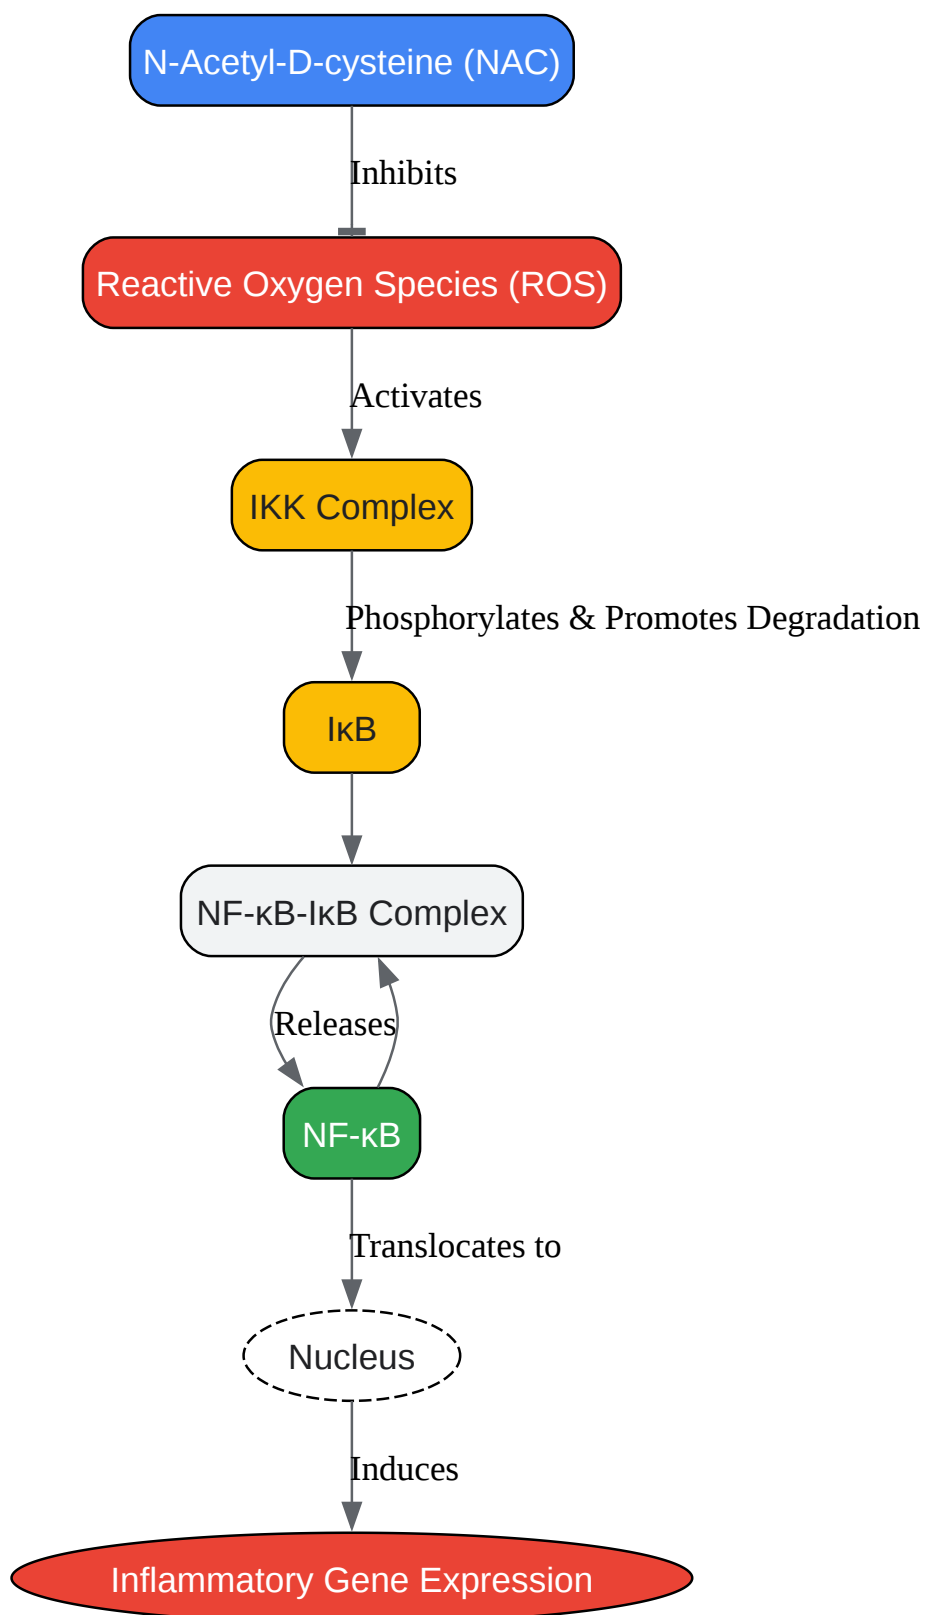 N-Acetyl-D-cysteine (NAC)
Inhibits
Reactive Oxygen Species (ROS)
Activates
IKK Complex
Phosphorylates & Promotes Degradation
IκB
NF-κB-IκB Complex
Releases
NF-κB
Translocates to
Nucleus
Induces
Inflammatory Gene Expression